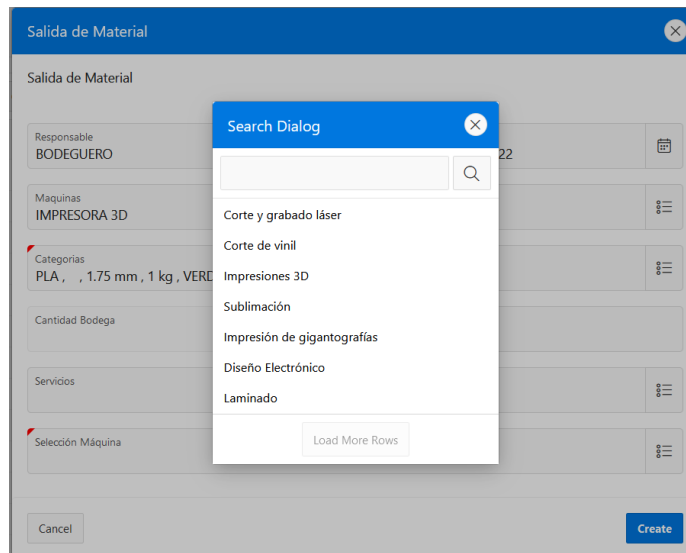 Salida de Material
Salida de Material
Search Dialog
Responsable
BODEGUERO
22
Maquinas
IMPRESORA 3D
Corte y grabado láser
Corte de vinil
Categorias
PLA , , 1.75 mm , 1 kg , VERD
Impresiones 3D
Sublimación
Cantidad Bodega
Impresión de gigantografías
Diseño Electrónico
Servicios
Laminado
Selección Máquina
Load More Rows
Cancel
Create